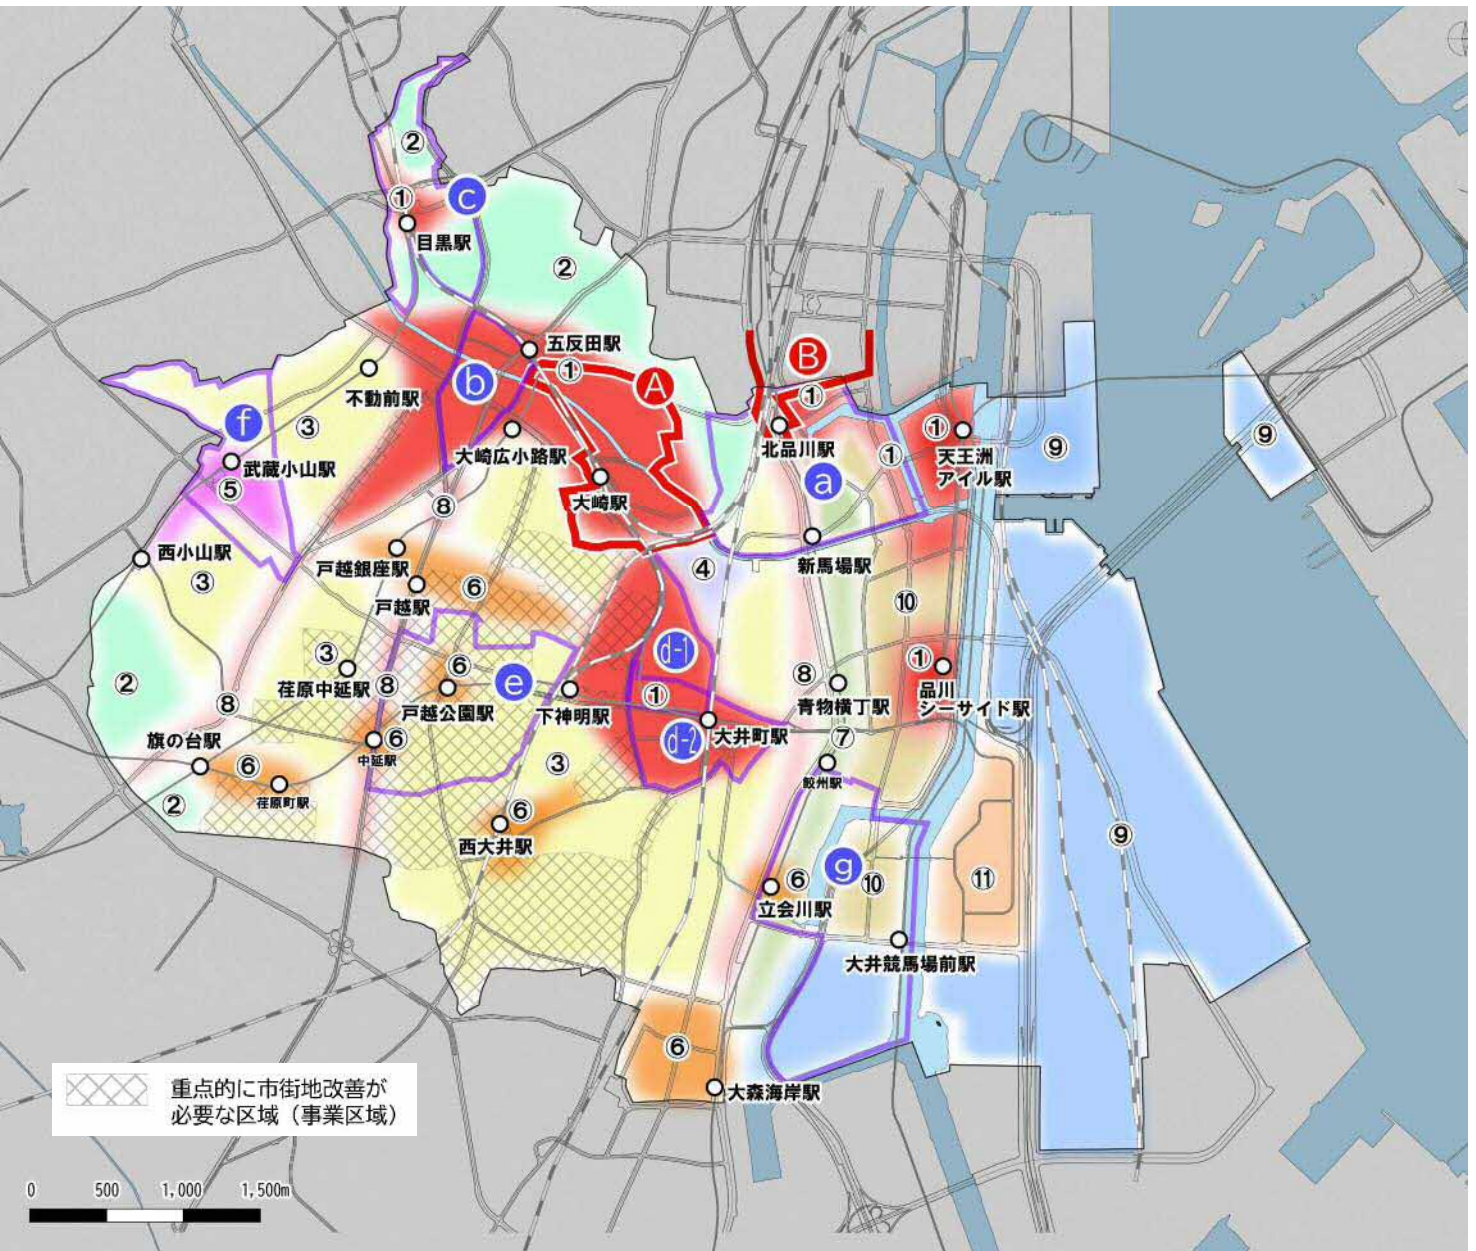 ②
①
c
目黒駅
②
五反田駅
①
B
A
b
①
不動前駅
f
③
大崎広小路駅
北品川駅
①
①
天王洲
アイル駅
⑨
⑨
武蔵小山駅
⑤
大崎駅
a
⑧
新馬場駅
西小山駅
戸越銀座駅
④
③
⑥
戸越駅
⑩
③
⑥
d-1
①
荏原中延駅
⑧
e
戸越公園駅
下神明駅
①
⑧
青物横丁駅
品川
シーサイド駅
②
⑧
旗の台駅
⑥
中延駅
d-2
大井町駅
⑦
⑥
荏原町駅
③
鮫州駅
②
⑥
西大井駅
⑨
g
⑥
⑩
⑪
立会川駅
大井競馬場前駅
⑥
大森海岸駅
重点的に市街地改善が
必要な区域（事業区域）
0 500 1,000 1,500m